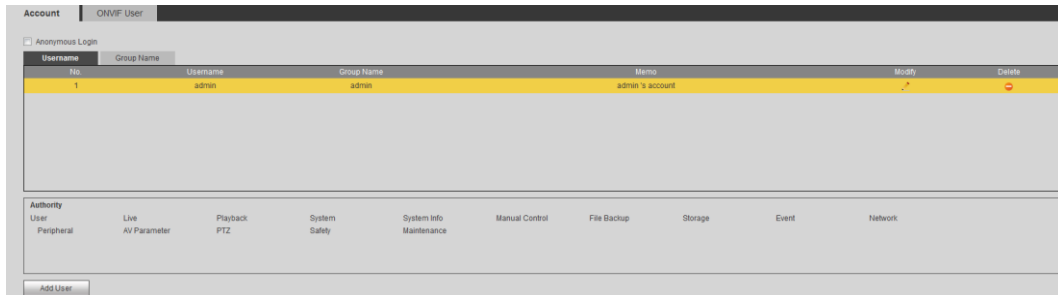 Account ONVIF User
Anonymous Login
Username Group Name
No. Username Group Name Memo Modify Delete
1 admin admin admin 's account
Authority
User Live Playback System System Info Manual Control File Backup Storage Event Network
Peripheral AV Parameter PTZ Safety Maintenance
Add User